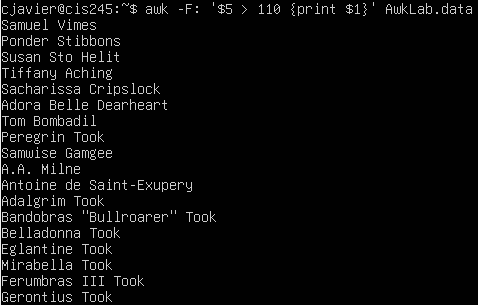 cjavier@cis245:~$ awk -F: '$5 > 110 {print $1}' AwkLab.data
Samuel Vimes
Ponder Stibbons
Susan Sto Helit
Tiffany Aching
Sacharissa Cripslock
Adora Belle Dearheart
Tom Bombadil
Peregrin Took
Samwise Gamgee
A.A. Milne
Antoine de Saint-Exupery
Adalgrim Took
Bandobras "Bullroarer" Took
Belladonna Took
Eglantine Took
Mirabella Took
Ferumbras III Took
Gerontius Took